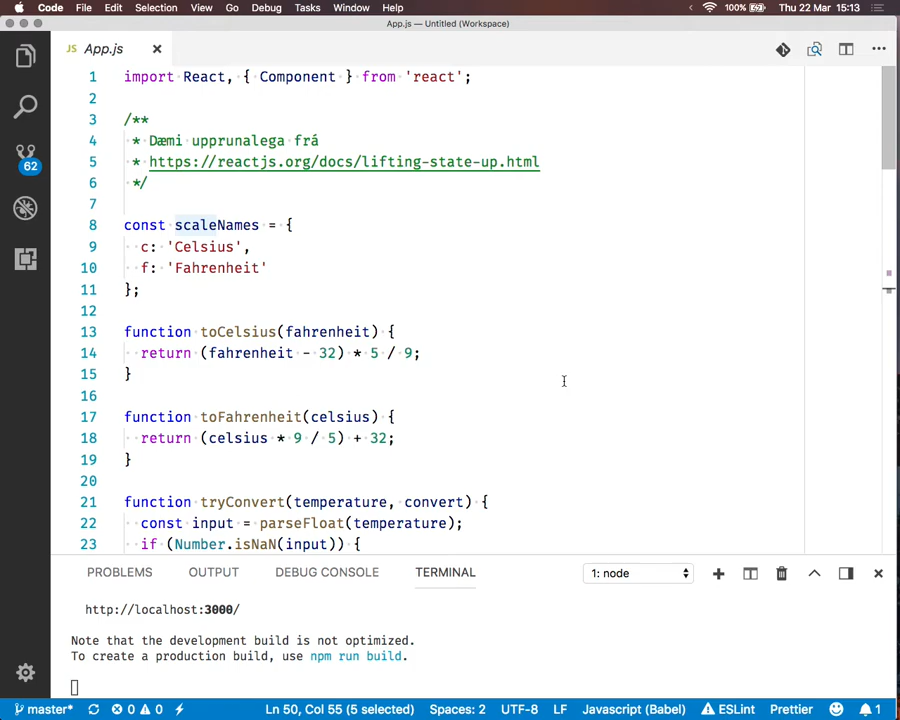 Code File Edit Selection View Go Debug Tasks Window Help 100% Thu 22 Mar 15:13
App.js — Untitled (Workspace)
JS App.js
1 import React, { Component } from 'react';
2
3 /**
4 * Dæmi upprunalega frá
5 * https://reactjs.org/docs/lifting-state-up.html
6 */
7
8 const scaleNames = {
9 c: 'Celsius',
10 f: 'Fahrenheit'
11 };
12
13 function toCelsius(fahrenheit) {
14 return (fahrenheit - 32) * 5 / 9;
15 }
16
17 function toFahrenheit(celsius) {
18 return (celsius * 9 / 5) + 32;
19 }
20
21 function tryConvert(temperature, convert) {
22 const input = parseFloat(temperature);
23 if (Number.isNaN(input)) {
62
PROBLEMS OUTPUT DEBUG CONSOLE TERMINAL 1: node
http://localhost:3000/
Note that the development build is not optimized.
To create a production build, use npm run build.
master* 0 0 Ln 50, Col 55 (5 selected) Spaces: 2 UTF-8 LF Javascript (Babel) ESLint Prettier 1